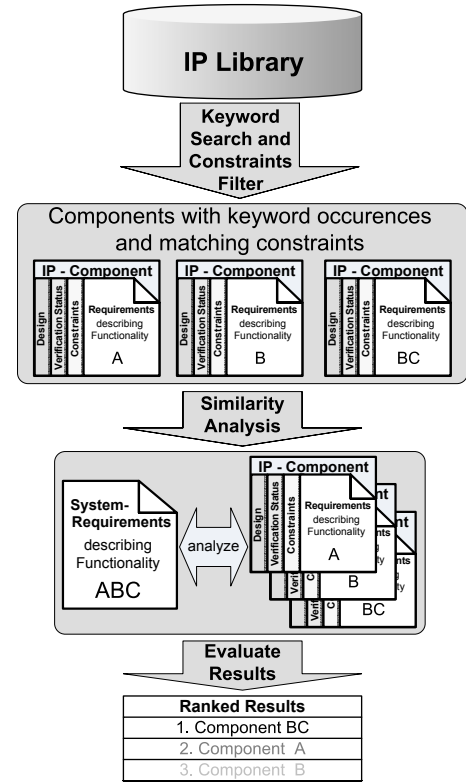 IP Library
Keyword
Search and
Constraints
Filter
Components with keyword occurences
and matching constraints
IP - Component
Design
Verification Status
Constraints
Requirements
describing
Functionality
A
IP - Component
Design
Verification Status
Constraints
Requirements
describing
Functionality
B
IP - Component
Design
Verification Status
Constraints
Requirements
describing
Functionality
BC
Similarity
Analysis
System-
Requirements
describing
Functionality
ABC
analyze
IP - Component
Design
Verification Status
Constraints
Requirements
describing
Functionality
A
B
BC
Evaluate
Results
Ranked Results
1. Component BC
2. Component A
3. Component B